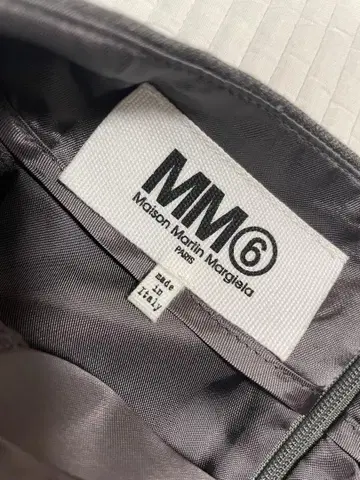 MM⑥
Maison Martin Margiela
PARIS
made
in
Italy